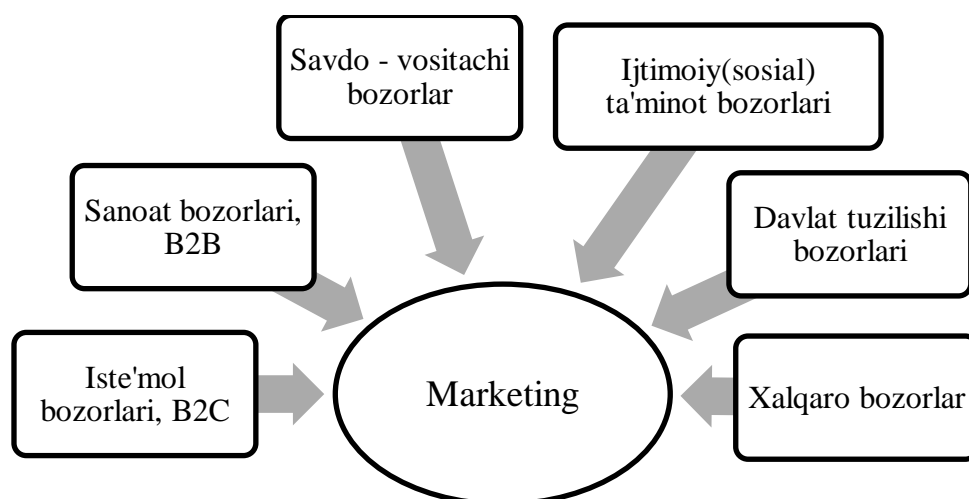 Savdo - vositachi
bozorlar
Ijtimoiy(sosial)
ta'minot bozorlari
Sanoat bozorlari,
B2B
Davlat tuzilishi
bozorlari
Iste'mol
bozorlari, B2C
Marketing
Xalqaro bozorlar